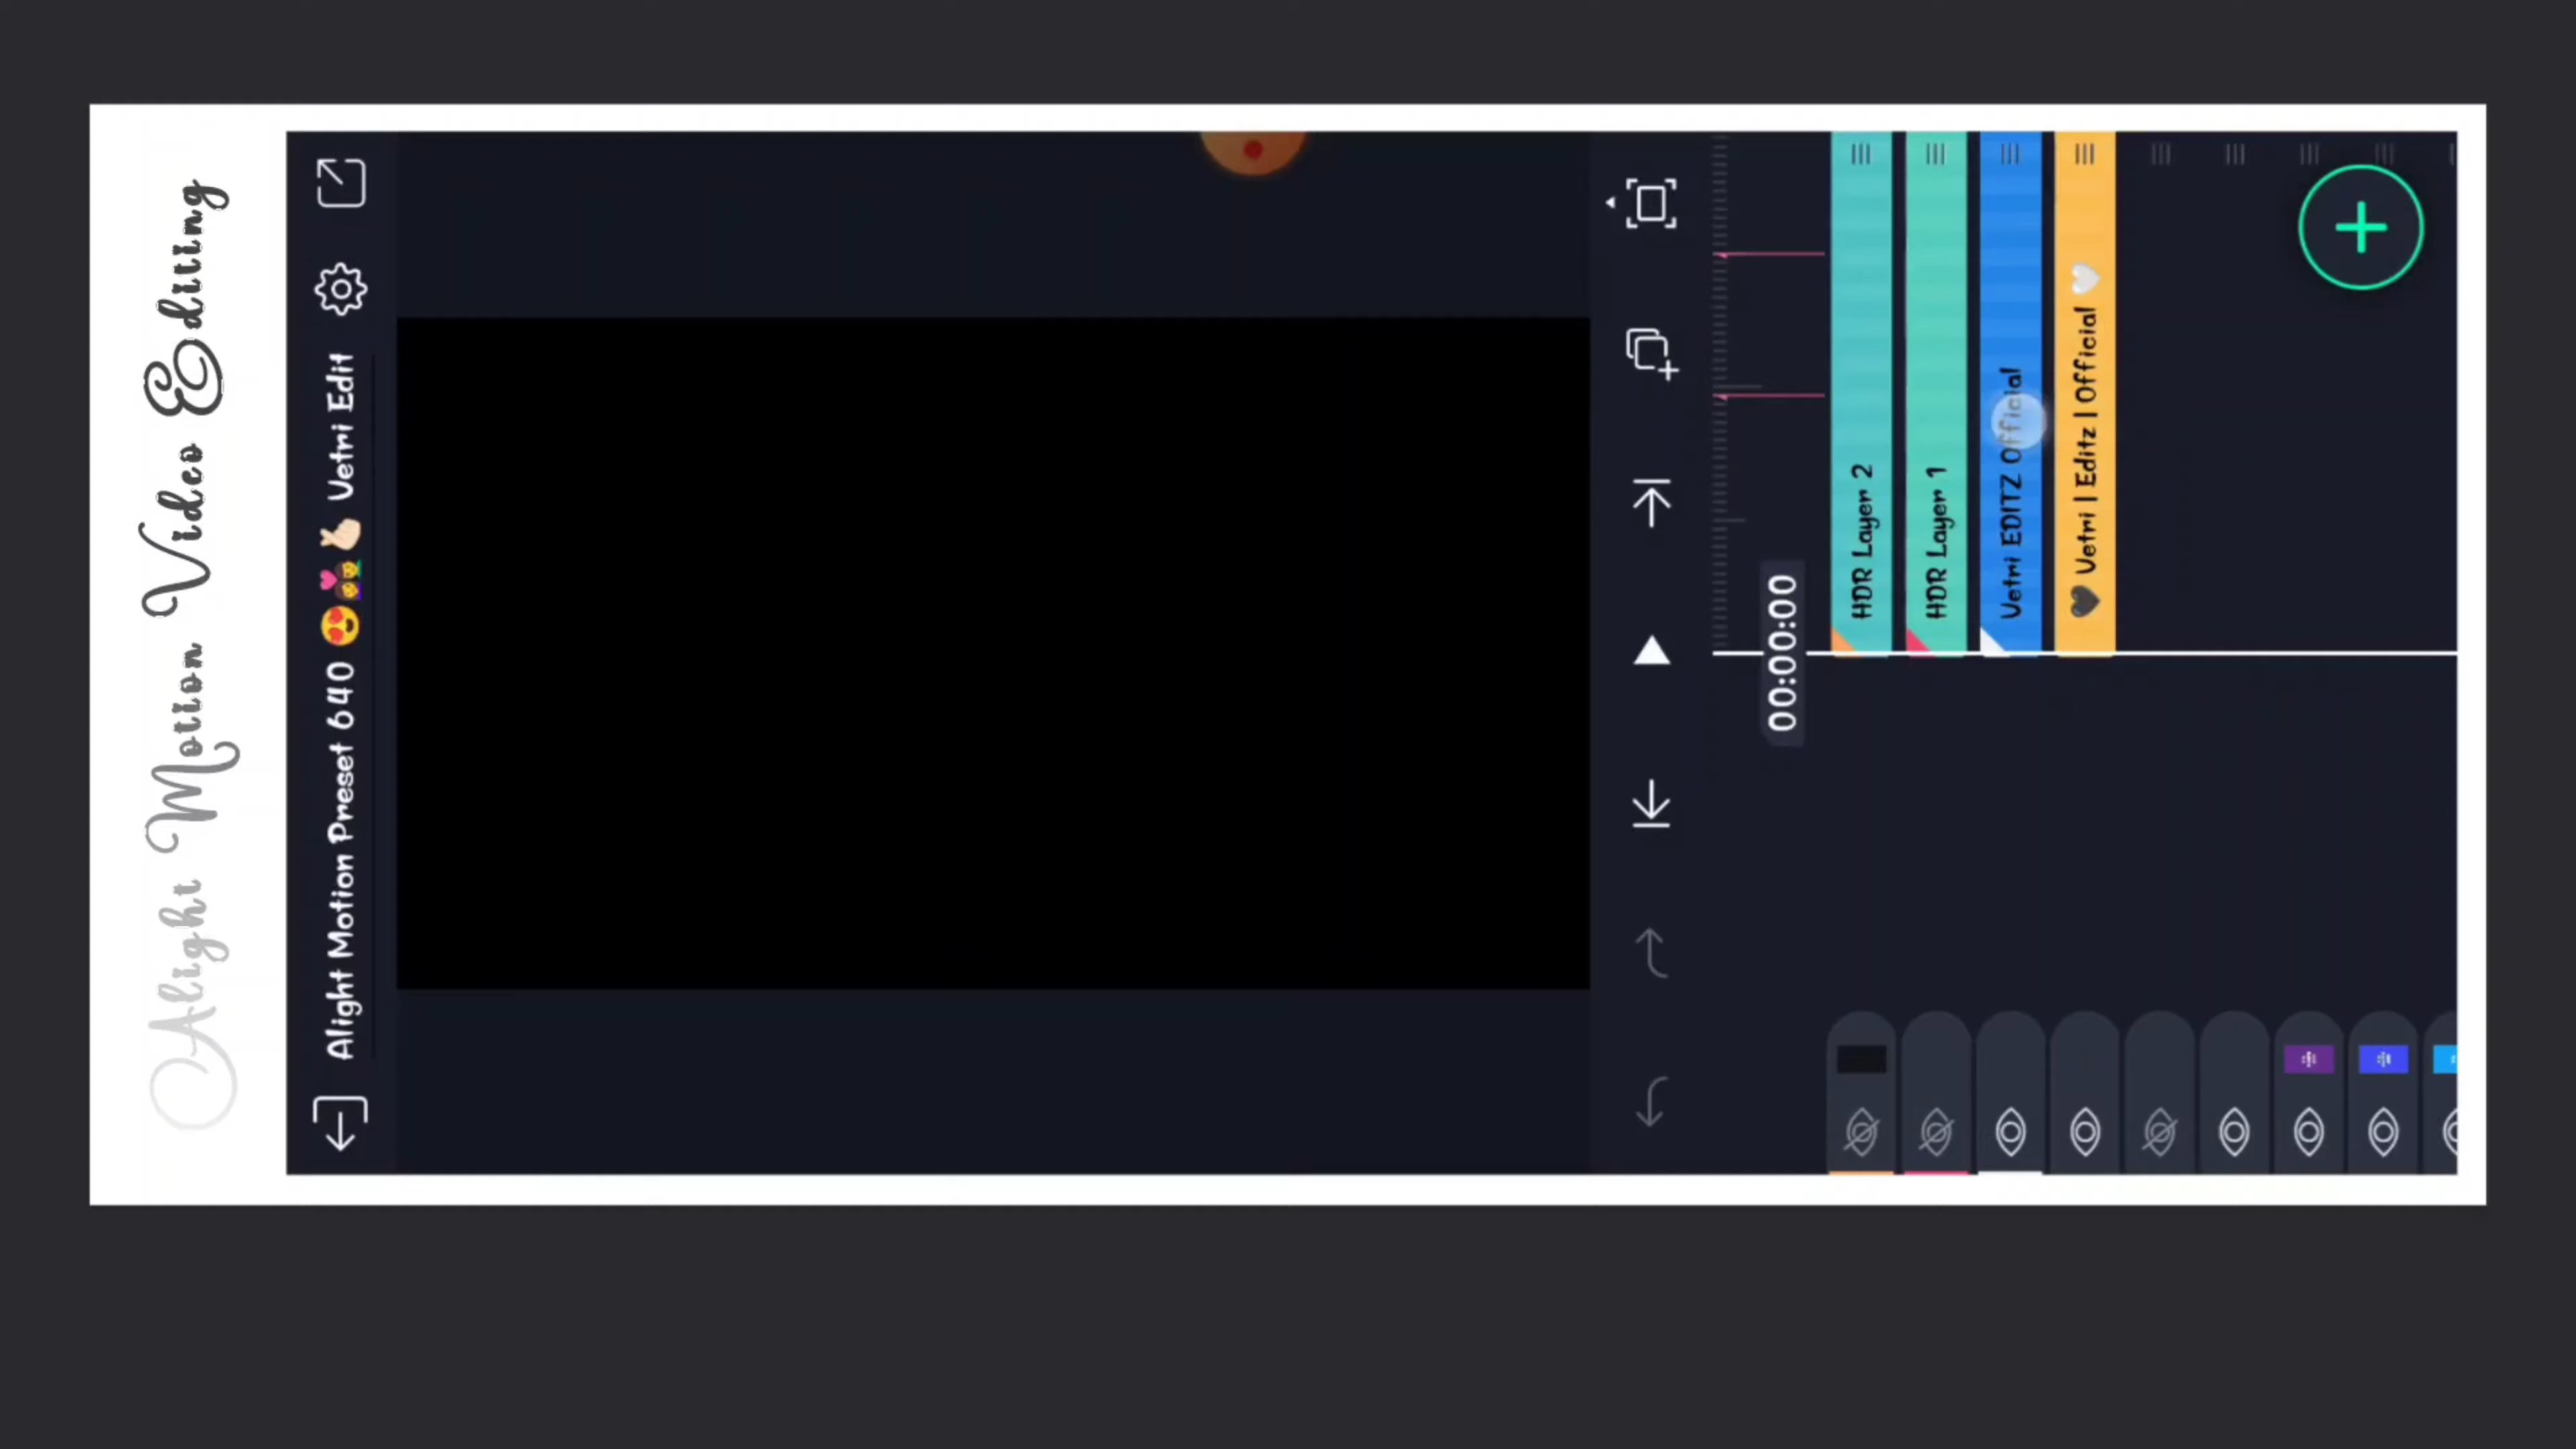 Alight Motion Video Editing
Alight Motion Preset 640 😍👩‍❤️‍👨🫰🏻 Vetri Edit
00:00:00
HDR Layer 2
HDR Layer 1
Vetri EDITZ Official
🖤 Vetri | Editz | Official 🤍